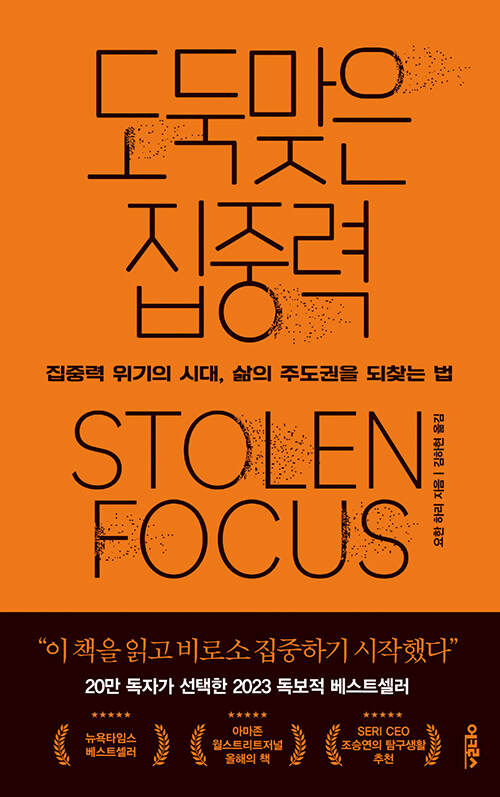 도둑맞은
집중력
집중력 위기의 시대, 삶의 주도권을 되찾는 법
STOLEN
FOCUS
요한 하리 지음 | 김하현 옮김
“이 책을 읽고 비로소 집중하기 시작했다”
20만 독자가 선택한 2023 독보적 베스트셀러
★★★★★
뉴욕타임스
베스트셀러
★★★★★
아마존
월스트리트저널
올해의 책
★★★★★
SERI CEO
조승연의 탐구생활
추천
어크로스